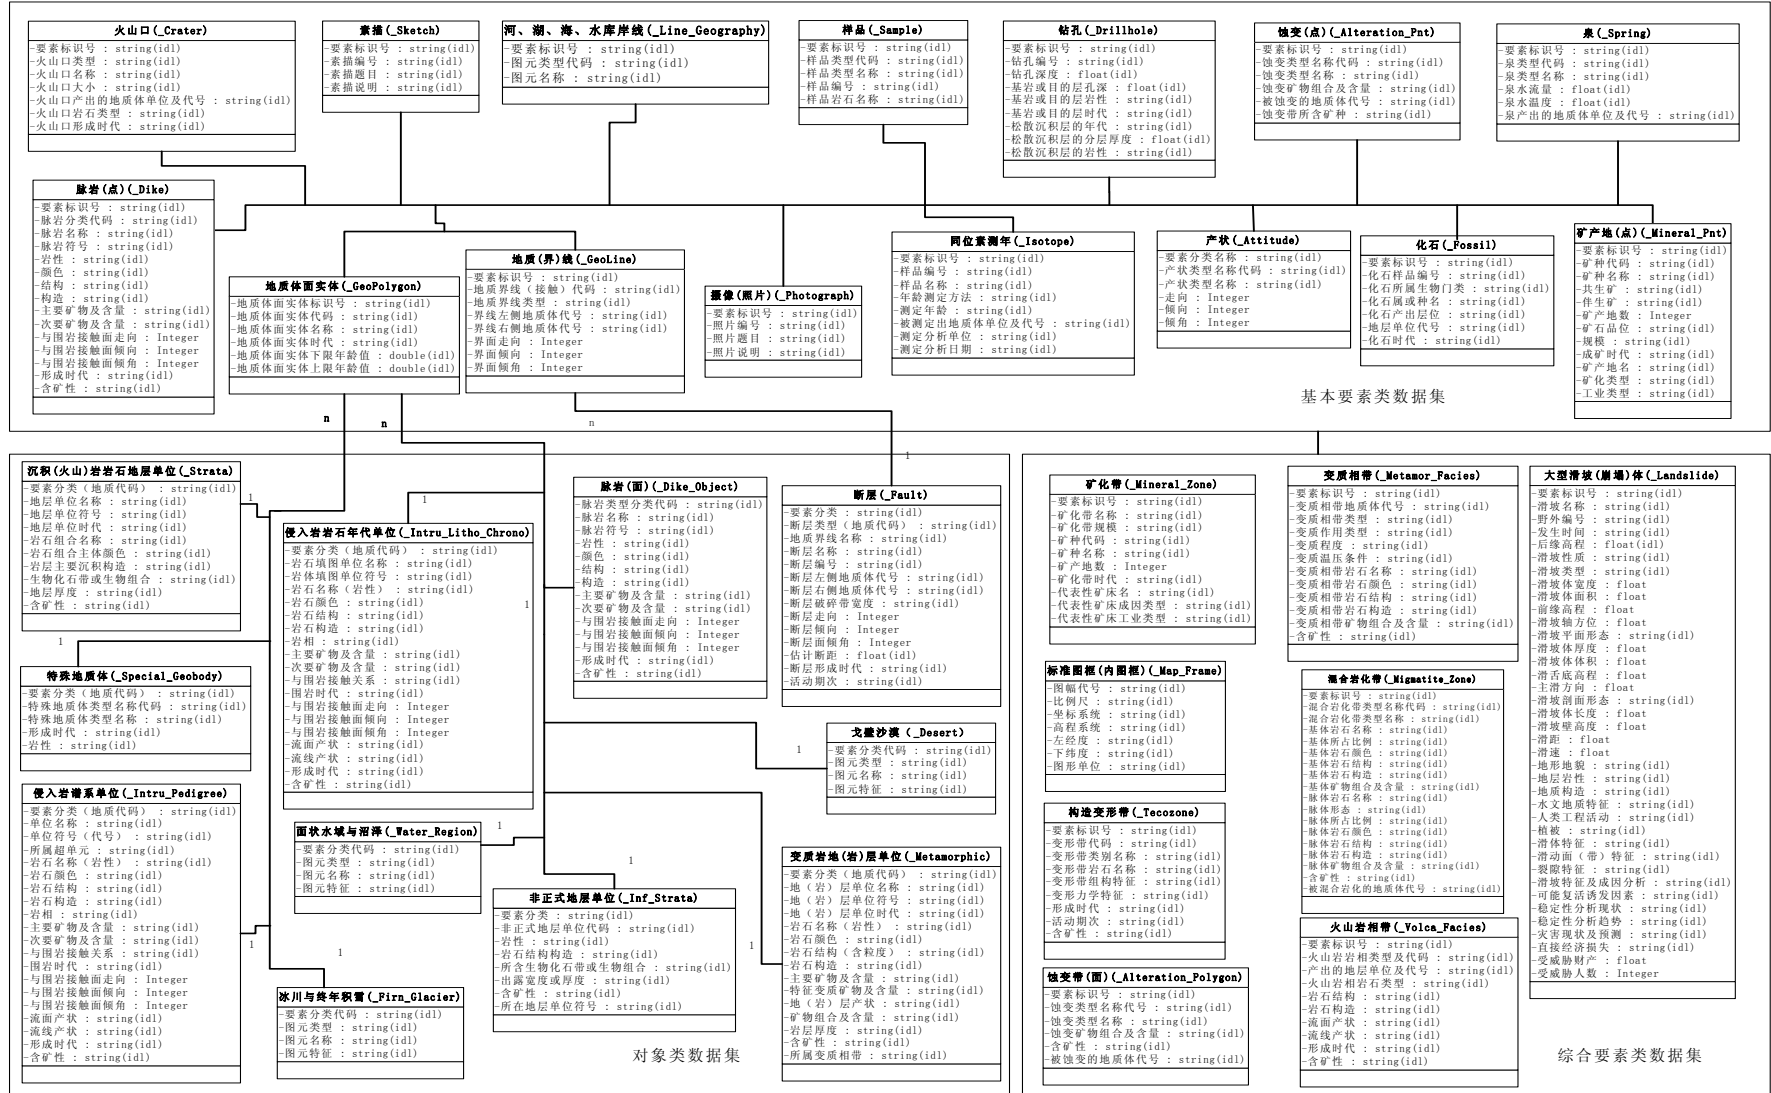 火山口(_Crater)
-要素标识号 : string(idl)
-火山口类型 : string(idl)
-火山口名称 : string(idl)
-火山口大小 : string(idl)
-火山口产出的地质体单位及代号 : string(idl)
-火山口岩石类型 : string(idl)
-火山口形成时代 : string(idl)
素描(_Sketch)
-要素标识号 : string(idl)
-素描编号 : string(idl)
-素描题目 : string(idl)
-素描说明 : string(idl)
河、湖、海、水库岸线(_Line_Geography)
-要素标识号 : string(idl)
-图元类型代码 : string(idl)
-图元名称 : string(idl)
样品(_Sample)
-要素标识号 : string(idl)
-样品类型代码 : string(idl)
-样品类型名称 : string(idl)
-样品编号 : string(idl)
-样品岩石名称 : string(idl)
钻孔(_Drillhole)
-要素标识号 : string(idl)
-钻孔编号 : string(idl)
-钻孔深度 : float(idl)
-基岩或目的层孔深 : float(idl)
-基岩或目的层岩性 : string(idl)
-基岩或目的层时代 : string(idl)
-松散沉积层的年代 : string(idl)
-松散沉积层的分层厚度 : float(idl)
-松散沉积层的岩性 : string(idl)
蚀变(点)(_Alteration_Pnt)
-要素标识号 : string(idl)
-蚀变类型名称代码 : string(idl)
-蚀变类型名称 : string(idl)
-蚀变矿物组合及含量 : string(idl)
-被蚀变的地质体代号 : string(idl)
-蚀变带所含矿种 : string(idl)
泉(_Spring)
-要素标识号 : string(idl)
-泉类型代码 : string(idl)
-泉类型名称 : string(idl)
-泉水流量 : float(idl)
-泉水温度 : float(idl)
-泉产出的地质体单位及代号 : string(idl)
脉岩(点)(_Dike)
-要素标识号 : string(idl)
-脉岩分类代码 : string(idl)
-脉岩名称 : string(idl)
-脉岩符号 : string(idl)
-岩性 : string(idl)
-颜色 : string(idl)
-结构 : string(idl)
-构造 : string(idl)
-主要矿物及含量 : string(idl)
-次要矿物及含量 : string(idl)
-与围岩接触面走向 : Integer
-与围岩接触面倾向 : Integer
-与围岩接触面倾角 : Integer
-形成时代 : string(idl)
-含矿性 : string(idl)
地质体面实体(_GeoPolygon)
-地质体面实体标识号 : string(idl)
-地质体面实体代码 : string(idl)
-地质体面实体名称 : string(idl)
-地质体面实体时代 : string(idl)
-地质体面实体下限年龄值 : double(idl)
-地质体面实体上限年龄值 : double(idl)
地质(界)线(_GeoLine)
-要素标识号 : string(idl)
-地质界线（接触）代码 : string(idl)
-地质界线类型 : string(idl)
-界线左侧地质体代号 : string(idl)
-界线右侧地质体代号 : string(idl)
-界面走向 : Integer
-界面倾向 : Integer
-界面倾角 : Integer
摄像(照片)(_Photograph)
-要素标识号 : string(idl)
-照片编号 : string(idl)
-照片题目 : string(idl)
-照片说明 : string(idl)
同位素测年(_Isotope)
-要素标识号 : string(idl)
-样品编号 : string(idl)
-样品名称 : string(idl)
-年龄测定方法 : string(idl)
-测定年龄 : string(idl)
-被测定出地质体单位及代号 : string(idl)
-测定分析单位 : string(idl)
-测定分析日期 : string(idl)
产状(_Attitude)
-要素分类名称 : string(idl)
-产状类型名称代码 : string(idl)
-产状类型名称 : string(idl)
-走向 : Integer
-倾向 : Integer
-倾角 : Integer
化石(_Fossil)
-要素标识号 : string(idl)
-化石样品编号 : string(idl)
-化石所属生物门类 : string(idl)
-化石属或种名 : string(idl)
-化石产出层位 : string(idl)
-地层单位代号 : string(idl)
-化石时代 : string(idl)
矿产地(点)(_Mineral_Pnt)
-要素标识号 : string(idl)
-矿种代码 : string(idl)
-矿种名称 : string(idl)
-共生矿 : string(idl)
-伴生矿 : string(idl)
-矿产地数 : Integer
-矿石品位 : string(idl)
-规模 : string(idl)
-成矿时代 : string(idl)
-矿产地名 : string(idl)
-矿化类型 : string(idl)
-工业类型 : string(idl)
基本要素类数据集
n
n
n
1
沉积(火山)岩岩石地层单位(_Strata)
-要素分类（地质代码） : string(idl)
-地层单位名称 : string(idl)
-地层单位符号 : string(idl)
-地层单位时代 : string(idl)
-岩石组合名称 : string(idl)
-岩石组合主体颜色 : string(idl)
-岩层主要沉积构造 : string(idl)
-生物化石带或生物组合 : string(idl)
-地层厚度 : string(idl)
-含矿性 : string(idl)
1
1
特殊地质体(_Special_Geobody)
-要素分类（地质代码） : string(idl)
-特殊地质体类型名称代码 : string(idl)
-特殊地质体类型名称 : string(idl)
-形成时代 : string(idl)
-岩性 : string(idl)
侵入岩谱系单位(_Intru_Pedigree)
-要素分类（地质代码） : string(idl)
-单位名称 : string(idl)
-单位符号（代号） : string(idl)
-所属超单元 : string(idl)
-岩石名称（岩性） : string(idl)
-岩石颜色 : string(idl)
-岩石结构 : string(idl)
-岩石构造 : string(idl)
-岩相 : string(idl)
-主要矿物及含量 : string(idl)
-次要矿物及含量 : string(idl)
-与围岩接触关系 : string(idl)
-围岩时代 : string(idl)
-与围岩接触面走向 : Integer
-与围岩接触面倾向 : Integer
-与围岩接触面倾角 : Integer
-流面产状 : string(idl)
-流线产状 : string(idl)
-形成时代 : string(idl)
-含矿性 : string(idl)
1
1
1
侵入岩岩石年代单位(_Intru_Litho_Chrono)
-要素分类（地质代码） : string(idl)
-岩石填图单位名称 : string(idl)
-岩体填图单位符号 : string(idl)
-岩石名称（岩性） : string(idl)
-岩石颜色 : string(idl)
-岩石结构 : string(idl)
-岩石构造 : string(idl)
-岩相 : string(idl)
-主要矿物及含量 : string(idl)
-次要矿物及含量 : string(idl)
-与围岩接触关系 : string(idl)
-围岩时代 : string(idl)
-与围岩接触面走向 : Integer
-与围岩接触面倾向 : Integer
-与围岩接触面倾角 : Integer
-流面产状 : string(idl)
-流线产状 : string(idl)
-形成时代 : string(idl)
-含矿性 : string(idl)
1
面状水域与沼泽(_Water_Region)
-要素分类代码 : string(idl)
-图元类型 : string(idl)
-图元名称 : string(idl)
-图元特征 : string(idl)
1
冰川与终年积雪(_Firn_Glacier)
-要素分类代码 : string(idl)
-图元类型 : string(idl)
-图元名称 : string(idl)
-图元特征 : string(idl)
脉岩(面)(_Dike_Object)
-脉岩类型分类代码 : string(idl)
-脉岩名称 : string(idl)
-脉岩符号 : string(idl)
-岩性 : string(idl)
-颜色 : string(idl)
-结构 : string(idl)
-构造 : string(idl)
-主要矿物及含量 : string(idl)
-次要矿物及含量 : string(idl)
-与围岩接触面走向 : Integer
-与围岩接触面倾向 : Integer
-与围岩接触面倾角 : Integer
-形成时代 : string(idl)
-含矿性 : string(idl)
断层(_Fault)
-要素分类 : string(idl)
-断层类型（地质代码） : string(idl)
-地质界线名称 : string(idl)
-断层名称 : string(idl)
-断层编号 : string(idl)
-断层左侧地质体代号 : string(idl)
-断层右侧地质体代号 : string(idl)
-断层破碎带宽度 : string(idl)
-断层走向 : Integer
-断层倾向 : Integer
-断层面倾角 : Integer
-估计断距 : float(idl)
-断层形成时代 : string(idl)
-活动期次 : string(idl)
1
戈壁沙漠（_Desert）
-要素分类代码 : string(idl)
-图元类型 : string(idl)
-图元名称 : string(idl)
-图元特征 : string(idl)
1
非正式地层单位(_Inf_Strata)
-要素分类 : string(idl)
-非正式地层单位代码 : string(idl)
-岩性 : string(idl)
-岩石结构构造 : string(idl)
-所含生物化石带或生物组合 : string(idl)
-出露宽度或厚度 : string(idl)
-含矿性 : string(idl)
-所在地层单位符号 : string(idl)
1
变质岩地(岩)层单位(_Metamorphic)
-要素分类（地质代码） : string(idl)
-地（岩）层单位名称 : string(idl)
-地（岩）层单位符号 : string(idl)
-地（岩）层单位时代 : string(idl)
-岩石名称（岩性） : string(idl)
-岩石颜色 : string(idl)
-岩石结构（含粒度） : string(idl)
-岩石构造 : string(idl)
-主要矿物及含量 : string(idl)
-特征变质矿物及含量 : string(idl)
-地（岩）层产状 : string(idl)
-矿物组合及含量 : string(idl)
-岩层厚度 : string(idl)
-含矿性 : string(idl)
-所属变质相带 : string(idl)
对象类数据集
矿化带(_Mineral_Zone)
-要素标识号 : string(idl)
-矿化带名称 : string(idl)
-矿化带规模 : string(idl)
-矿种代码 : string(idl)
-矿种名称 : string(idl)
-矿产地数 : Integer
-矿化带时代 : string(idl)
-代表性矿床名 : string(idl)
-代表性矿床成因类型 : string(idl)
-代表性矿床工业类型 : string(idl)
标准图框(内图框)(_Map_Frame)
-图幅代号 : string(idl)
-比例尺 : string(idl)
-坐标系统 : string(idl)
-高程系统 : string(idl)
-左经度 : string(idl)
-下纬度 : string(idl)
-图形单位 : string(idl)
构造变形带(_Tecozone)
-要素标识号 : string(idl)
-变形带代码 : string(idl)
-变形带类别名称 : string(idl)
-变形带岩石名称 : string(idl)
-变形带组构特征 : string(idl)
-变形力学特征 : string(idl)
-形成时代 : string(idl)
-活动期次 : string(idl)
-含矿性 : string(idl)
蚀变带(面)(_Alteration_Polygon)
-要素标识号 : string(idl)
-蚀变类型名称代号 : string(idl)
-蚀变类型名称 : string(idl)
-蚀变矿物组合及含量 : string(idl)
-含矿性 : string(idl)
-被蚀变的地质体代号 : string(idl)
变质相带(_Metamor_Facies)
-要素标识号 : string(idl)
-变质相带地质体代号 : string(idl)
-变质相带类型 : string(idl)
-变质作用类型 : string(idl)
-变质程度 : string(idl)
-变质温压条件 : string(idl)
-变质相带岩石名称 : string(idl)
-变质相带岩石颜色 : string(idl)
-变质相带岩石结构 : string(idl)
-变质相带岩石构造 : string(idl)
-变质相带矿物组合及含量 : string(idl)
-含矿性 : string(idl)
混合岩化带(_Migmatite_Zone)
-要素标识号 : string(idl)
-混合岩化带类型名称代码 : string(idl)
-混合岩化带类型名称 : string(idl)
-基体岩石名称 : string(idl)
-基体所占比例 : string(idl)
-基体岩石颜色 : string(idl)
-基体岩石结构 : string(idl)
-基体岩石构造 : string(idl)
-基体矿物组合及含量 : string(idl)
-脉体岩石名称 : string(idl)
-脉体形态 : string(idl)
-脉体所占比例 : string(idl)
-脉体岩石颜色 : string(idl)
-脉体岩石结构 : string(idl)
-脉体岩石构造 : string(idl)
-脉体矿物组合及含量 : string(idl)
-含矿性 : string(idl)
-被混合岩化的地质体代号 : string(idl)
火山岩相带(_Volca_Facies)
-要素标识号 : string(idl)
-火山岩岩相类型及代码 : string(idl)
-产出的地层单位及代号 : string(idl)
-火山岩相岩石类型 : string(idl)
-岩石结构 : string(idl)
-岩石构造 : string(idl)
-流面产状 : string(idl)
-流线产状 : string(idl)
-形成时代 : string(idl)
-含矿性 : string(idl)
大型滑坡(崩塌)体(_Landslide)
-要素标识号 : string(idl)
-滑坡名称 : string(idl)
-野外编号 : string(idl)
-发生时间 : string(idl)
-后缘高程 : float(idl)
-滑坡性质 : string(idl)
-滑坡类型 : string(idl)
-滑坡体宽度 : float
-滑坡体面积 : float
-前缘高程 : float
-滑坡轴方位 : float
-滑坡平面形态 : string(idl)
-滑坡体厚度 : float
-滑坡体体积 : float
-滑舌底高程 : float
-主滑方向 : float
-滑坡剖面形态 : string(idl)
-滑坡体长度 : float
-滑坡壁高度 : float
-滑距 : float
-滑速 : float
-地形地貌 : string(idl)
-地层岩性 : string(idl)
-地质构造 : string(idl)
-水文地质特征 : string(idl)
-人类工程活动 : string(idl)
-植被 : string(idl)
-滑体特征 : string(idl)
-滑动面（带）特征 : string(idl)
-裂隙特征 : string(idl)
-滑坡特征及成因分析 : string(idl)
-可能复活诱发因素 : string(idl)
-稳定性分析现状 : string(idl)
-稳定性分析趋势 : string(idl)
-灾害现状及预测 : string(idl)
-直接经济损失 : string(idl)
-受威胁财产 : float
-受威胁人数 : Integer
综合要素类数据集